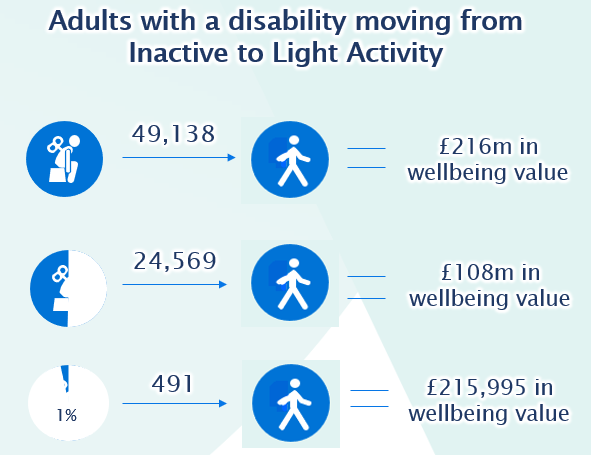 Adults with a disability moving from
Inactive to Light Activity
49,138
£216m in
wellbeing value
24,569
£108m in
wellbeing value
491
1%
£215,995 in
wellbeing value